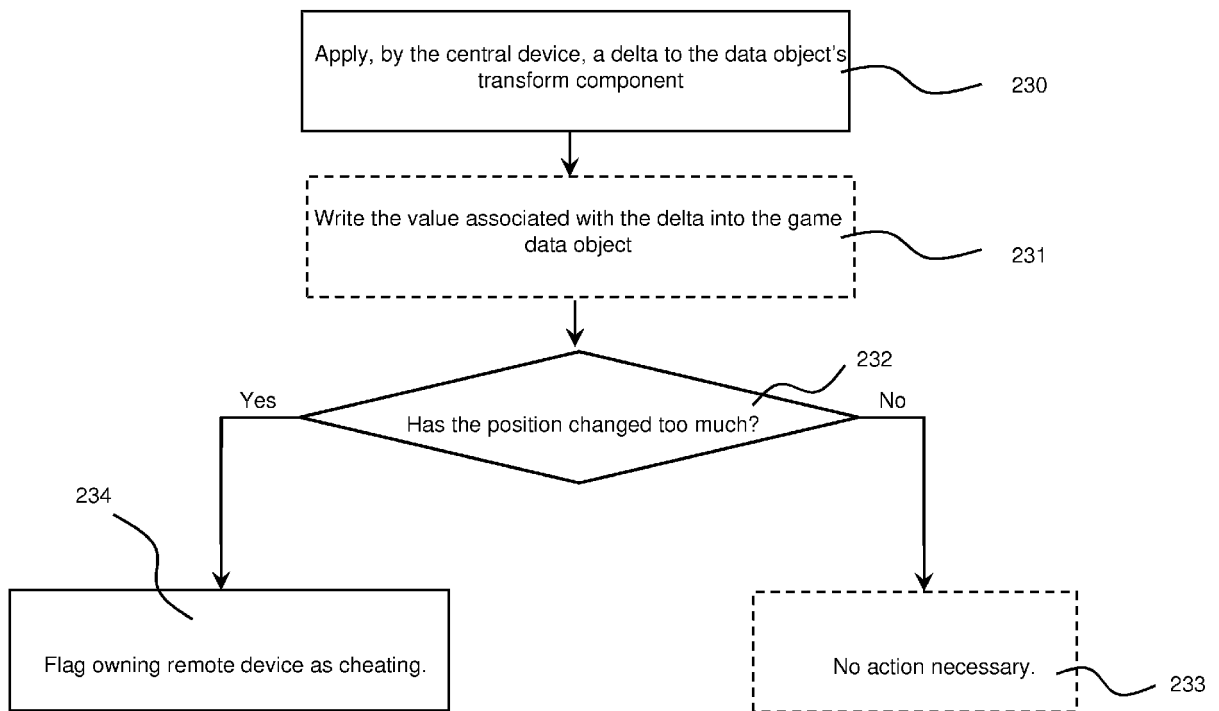 Apply, by the central device, a delta to the data object's
transform component
230
Write the value associated with the delta into the game
data object
231
232
Yes
No
Has the position changed too much?
234
Flag owning remote device as cheating.
No action necessary.
233